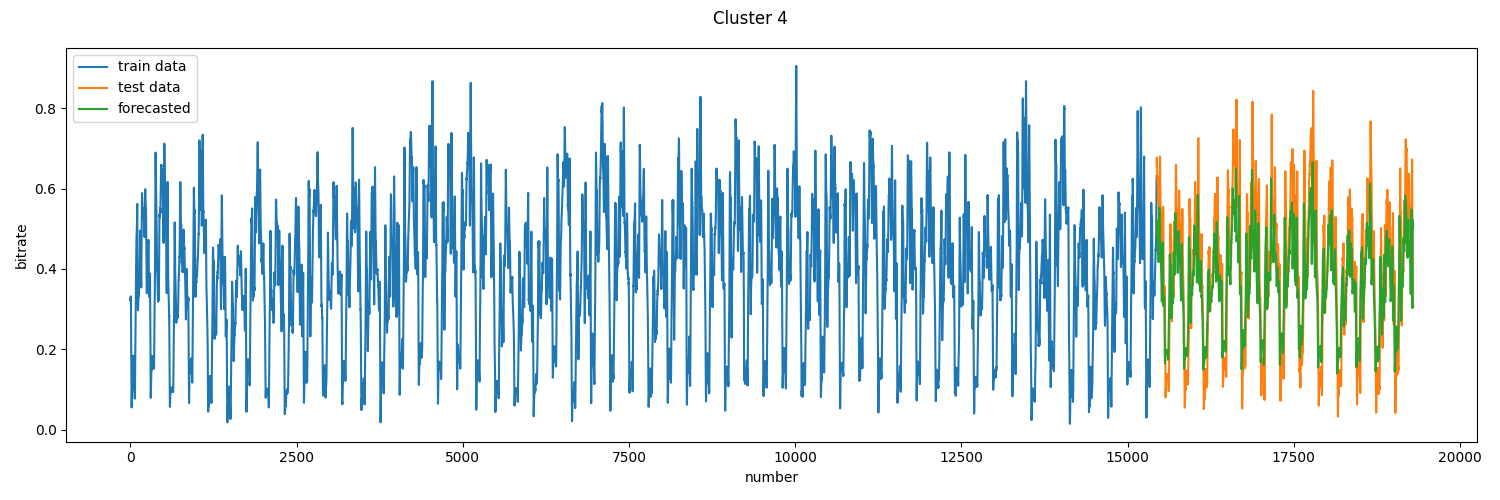 Cluster 4
train data
test data
forecasted
bitrate
0.8
0.6
0.4
0.2
0.0
0 2500 5000 7500 10000 12500 15000 17500 20000
number